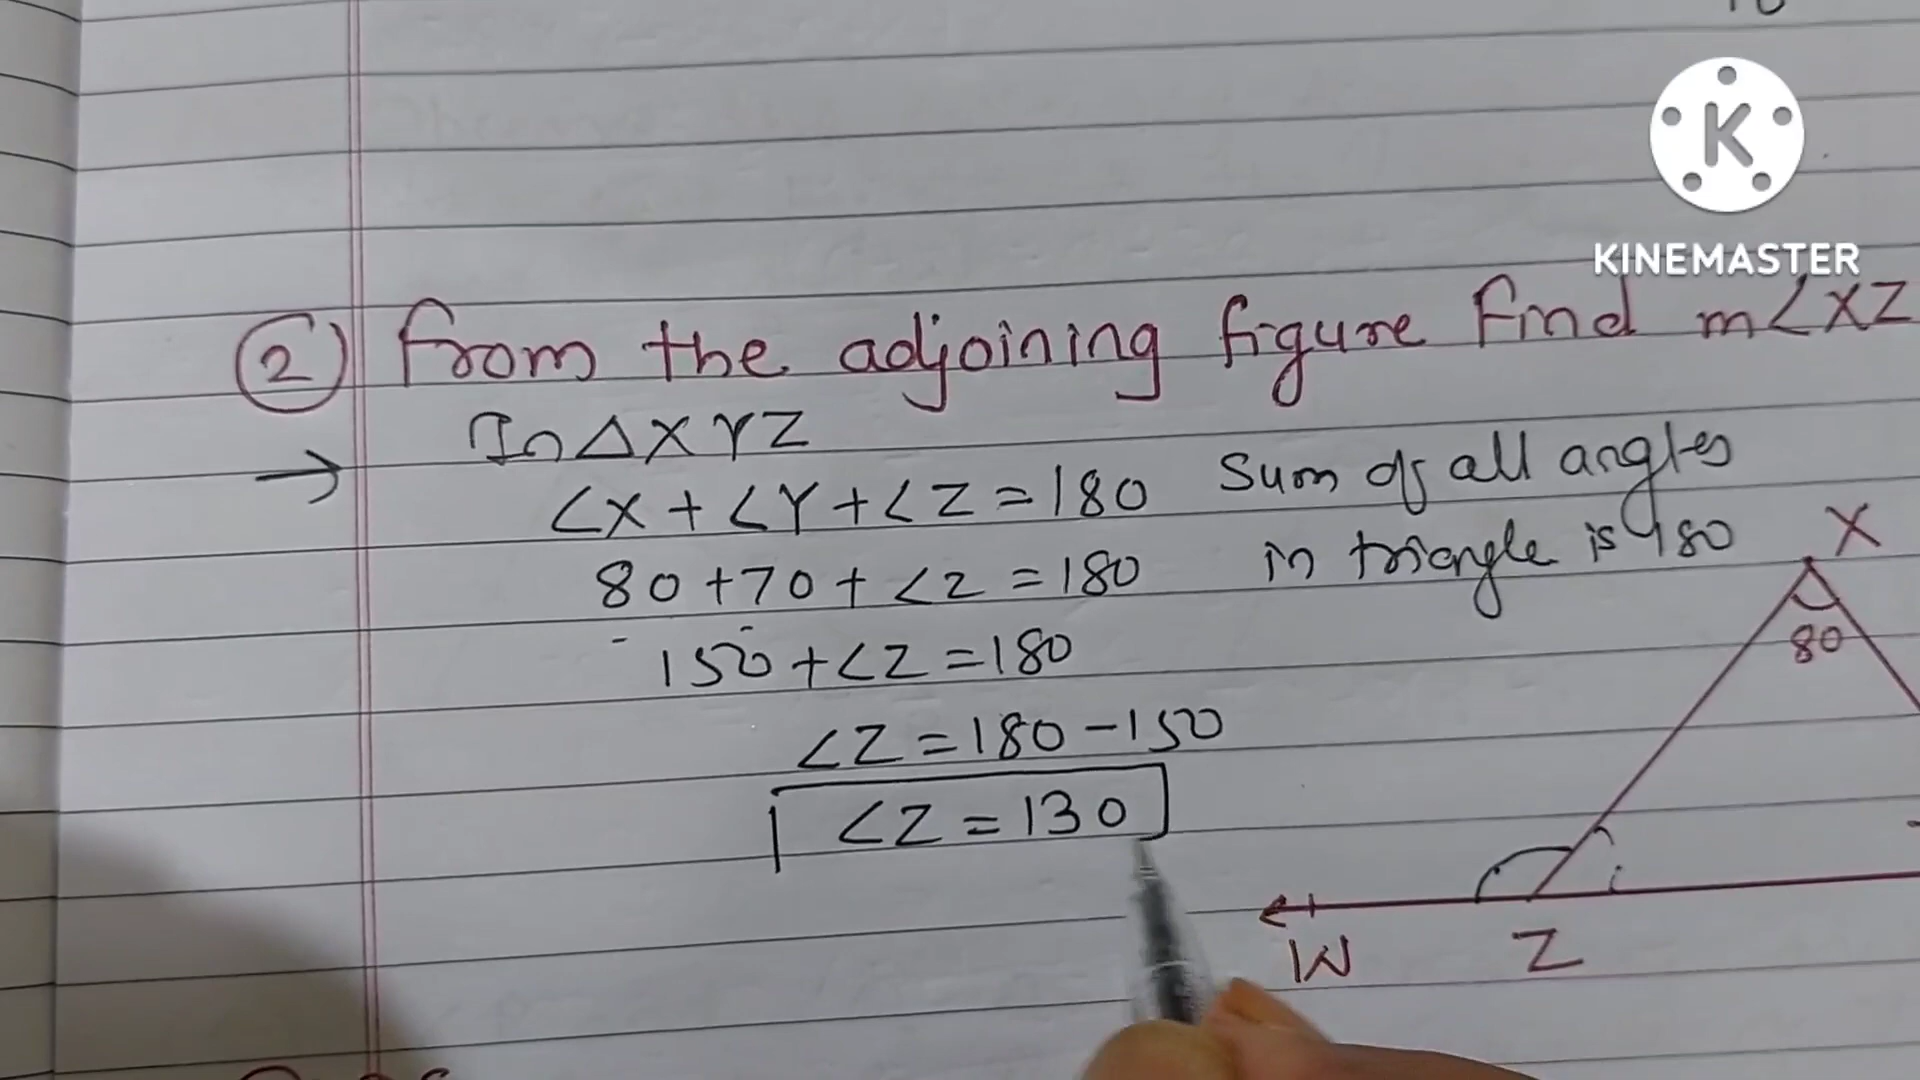 K
KINEMASTER
② from the adjoining figure Find m∠XZ
In △XYZ
→ ∠X + ∠Y + ∠Z = 180 Sum of all angles
80 + 70 + ∠Z = 180 in triangle is 180
150 + ∠Z = 180
∠Z = 180 - 150
∠Z = 130
X
80
W Z